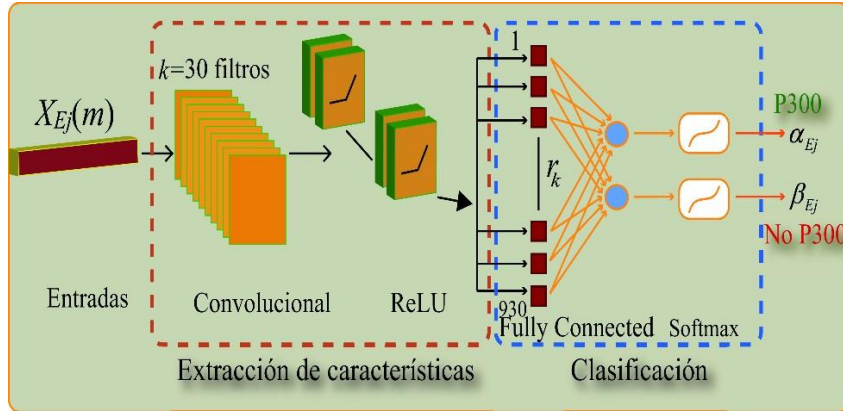 k=30 filtros
X_Ej(m)
Entradas
Convolucional
ReLU
Extracción de características
1
r_k
930
Fully Connected
Softmax
Clasificación
P300
α_Ej
β_Ej
No P300